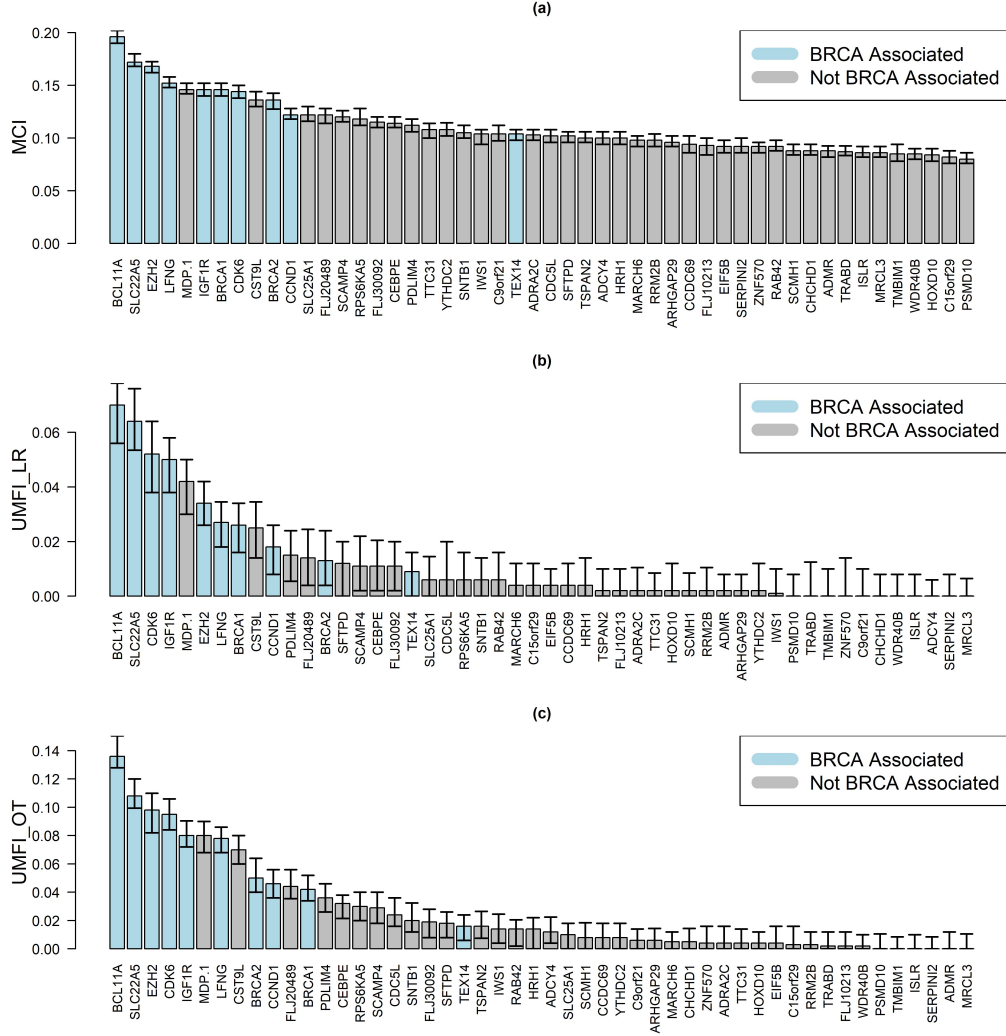 (a)
MCI
0.20
0.15
0.10
0.05
0.00
BRCA Associated
Not BRCA Associated
BCL11A
SLC22A5
EZH2
LFNG
MDP.1
IGF1R
BRCA1
CDK6
CST9L
BRCA2
CCND1
SLC25A1
FLJ20489
SCAMP4
RPS6KA5
FLJ30092
CEBPE
PDLIM4
TTC31
YTHDC2
SNTB1
IWS1
C9orf21
TEX14
ADRA2C
CDC5L
SFTPD
TSPAN2
ADCY4
HRH1
MARCH6
RRM2B
ARHGAP29
CCDC69
FLJ10213
EIF5B
SERPINI2
ZNF570
RAB42
SCMH1
CHCHD1
ADMR
TRABD
ISLR
MRCL3
TMBIM1
WDR40B
HOXD10
C15orf29
PSMD10
(b)
UMFI_LR
0.06
0.04
0.02
0.00
BRCA Associated
Not BRCA Associated
BCL11A
SLC22A5
CDK6
IGF1R
MDP.1
EZH2
LFNG
BRCA1
CST9L
CCND1
PDLIM4
FLJ20489
BRCA2
SFTPD
SCAMP4
CEBPE
FLJ30092
TEX14
SLC25A1
CDC5L
RPS6KA5
SNTB1
RAB42
MARCH6
C15orf29
EIF5B
CCDC69
HRH1
TSPAN2
FLJ10213
ADRA2C
TTC31
HOXD10
SCMH1
RRM2B
ADMR
ARHGAP29
YTHDC2
IWS1
PSMD10
TRABD
TMBIM1
ZNF570
C9orf21
CHCHD1
WDR40B
ISLR
ADCY4
SERPINI2
MRCL3
(c)
UMFI_OT
0.14
0.12
0.10
0.08
0.06
0.04
0.02
0.00
BRCA Associated
Not BRCA Associated
BCL11A
SLC22A5
EZH2
CDK6
IGF1R
MDP.1
LFNG
CST9L
BRCA2
CCND1
FLJ20489
BRCA1
PDLIM4
CEBPE
RPS6KA5
SCAMP4
CDC5L
SNTB1
FLJ30092
SFTPD
TEX14
TSPAN2
IWS1
RAB42
HRH1
ADCY4
SLC25A1
SCMH1
CCDC69
YTHDC2
C9orf21
ARHGAP29
MARCH6
CHCHD1
ZNF570
ADRA2C
TTC31
HOXD10
EIF5B
C15orf29
RRM2B
TRABD
FLJ10213
WDR40B
PSMD10
TMBIM1
ISLR
SERPINI2
ADMR
MRCL3